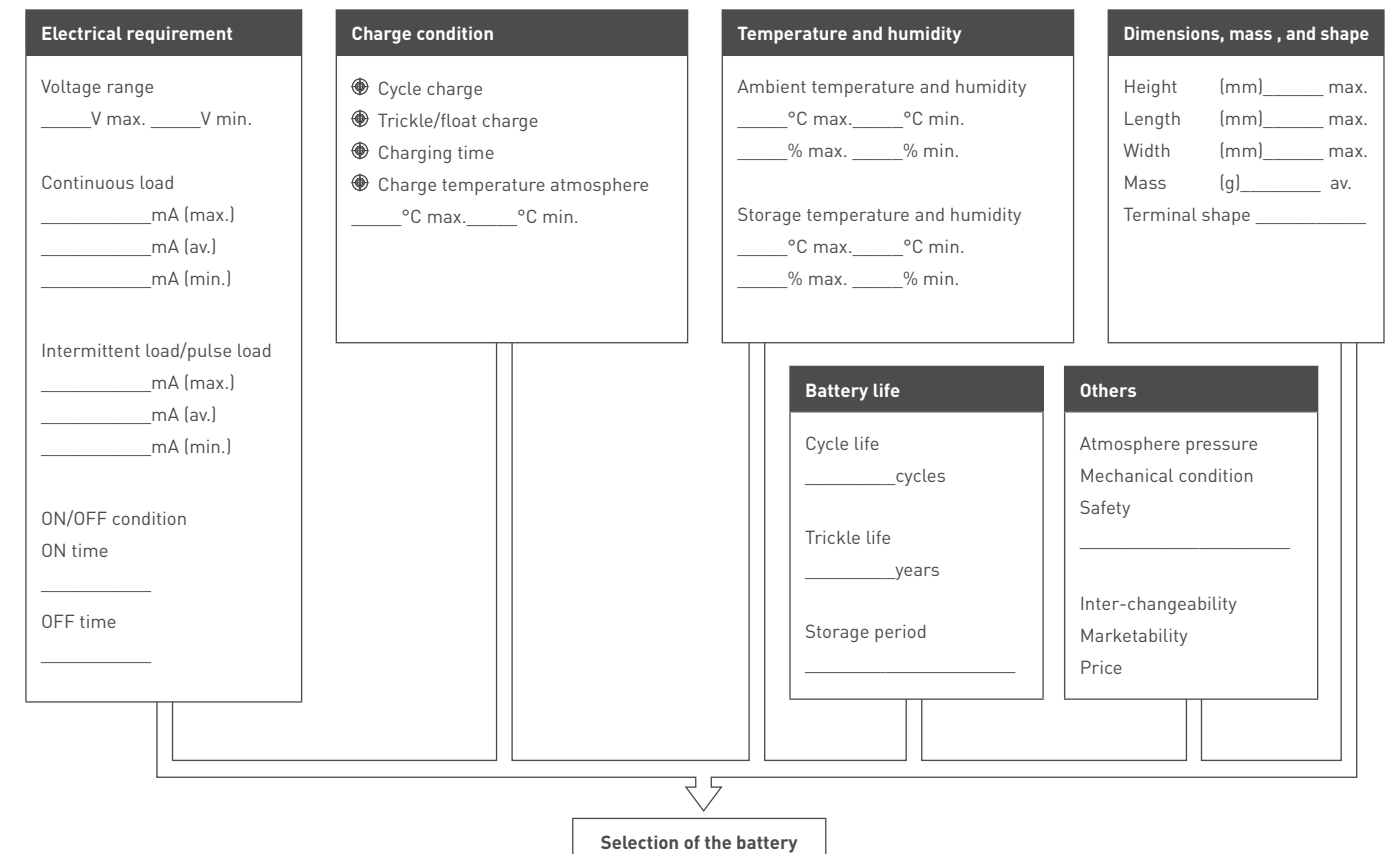 Electrical requirement
Voltage range
_____V max. _____V min.
Continuous load
___________mA (max.)
___________mA (av.)
___________mA (min.)
Intermittent load/pulse load
___________mA (max.)
___________mA (av.)
___________mA (min.)
ON/OFF condition
ON time
___________
OFF time
___________
Charge condition
Cycle charge
Trickle/float charge
Charging time
Charge temperature atmosphere
_____°C max._____°C min.
Temperature and humidity
Ambient temperature and humidity
_____°C max._____°C min.
_____% max. _____% min.
Storage temperature and humidity
_____°C max._____°C min.
_____% max. _____% min.
Dimensions, mass , and shape
Height (mm)______ max.
Length (mm)______ max.
Width (mm)______ max.
Mass (g)________ av.
Terminal shape ___________
Battery life
Cycle life
_________cycles
Trickle life
_________years
Storage period
_____________________
Others
Atmosphere pressure
Mechanical condition
Safety
_____________________
Inter-changeability
Marketability
Price
Selection of the battery